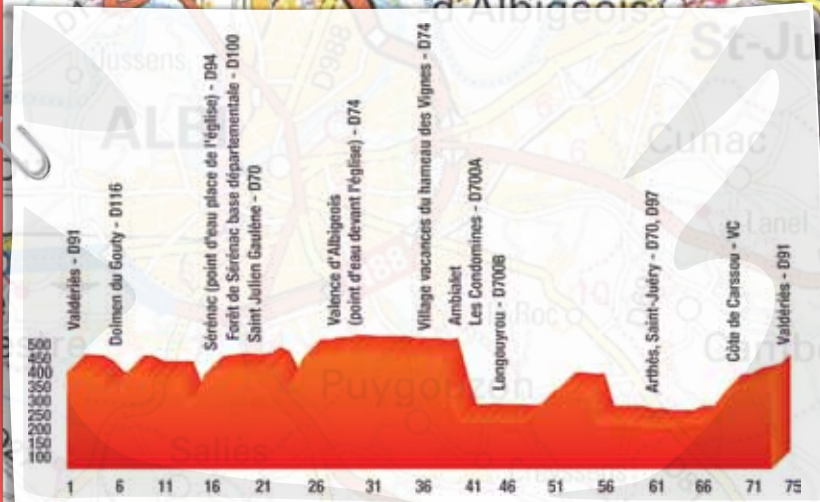 d'Albigeois
St-Ju
Jussens
D988
ALB
Cunac
Lanel
Roc
Puygouzon
Saliès
Valdériès - D91
Dolmen du Gouty - D116
Sérénac (point d'eau place de l'église) - D94
Forêt de Sérénac base départementale - D100
Saint Julien Gaulène - D70
Valence d'Albigeois
(point d'eau devant l'église) - D74
Village vacances du hameau des Vignes - D74
Ambialet
Les Condomines - D700A
Longouyrou - D700B
Arthès, Saint-Juéry - D70, D97
Côte de Carssou - VC
Valdériès - D91
500
450
400
350
300
250
200
150
100
1 6 11 16 21 26 31 36 41 46 51 56 61 66 71 75